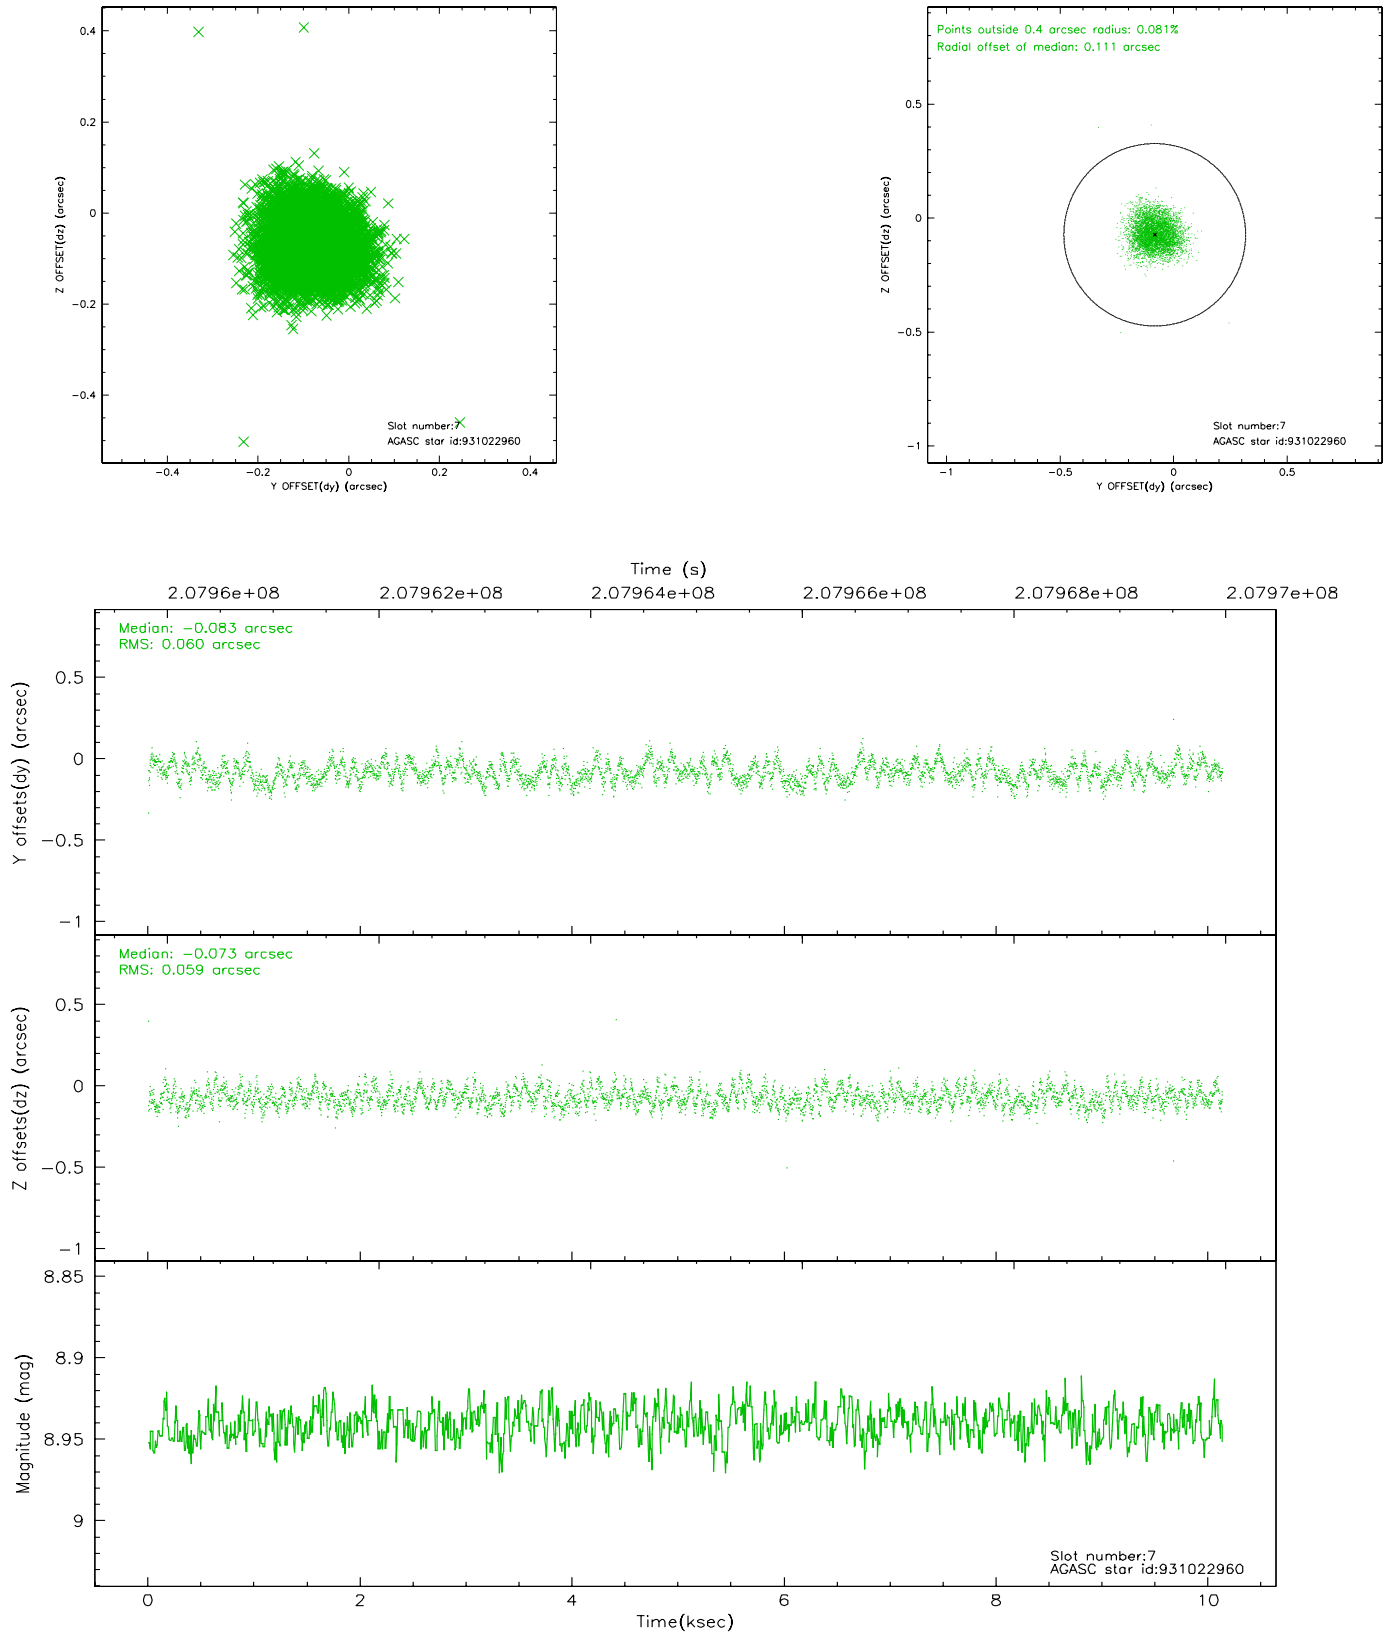 0.4
0.2
0
−0.2
−0.4
Z OFFSET(dz) (arcsec)
Slot number:7
AGASC star id:931022960
−0.4
−0.2
0
0.2
0.4
Y OFFSET(dy) (arcsec)
Points outside 0.4 arcsec radius: 0.081%
Radial offset of median: 0.111 arcsec
0.5
0
−0.5
−1
Z OFFSET(dz) (arcsec)
Slot number:7
AGASC star id:931022960
−1
−0.5
0
0.5
Y OFFSET(dy) (arcsec)
Time (s)
2.0796e+08
2.07962e+08
2.07964e+08
2.07966e+08
2.07968e+08
2.0797e+08
Median: −0.083 arcsec
RMS: 0.060 arcsec
0.5
0
−0.5
−1
Y offsets(dy) (arcsec)
Median: −0.073 arcsec
RMS: 0.059 arcsec
0.5
0
−0.5
−1
Z offsets(dz) (arcsec)
8.85
8.9
8.95
9
Magnitude (mag)
Slot number:7
AGASC star id:931022960
0
2
4
6
8
10
Time(ksec)